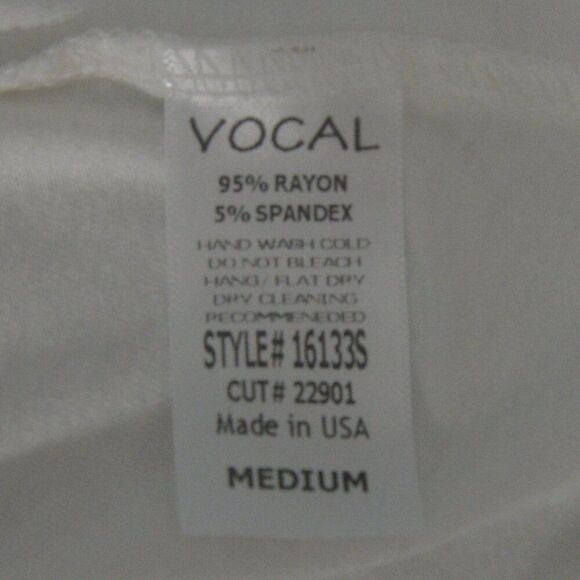 VOCAL
95% RAYON
5% SPANDEX
HAND WASH COLD
DO NOT BLEACH
HANG/ FLAT DRY
DRY CLEANING
RECOMMENEDED
STYLE# 16133S
CUT# 22901
Made in USA
MEDIUM